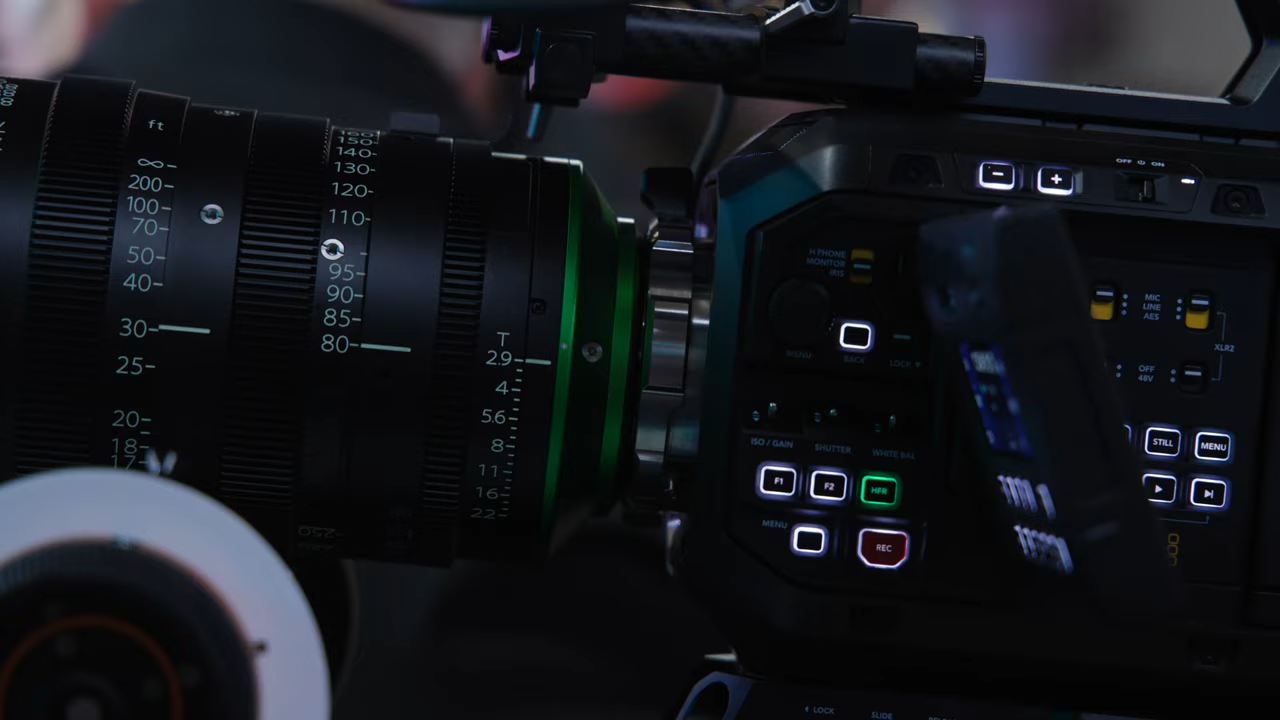 ft
∞
200
100
70
50
40
30
25
20
18
17
150
140
130
120
110
95
90
85
80
T
2.9
4
5.6
8
11
16
22
250
- +
OFF ON
H PHONE
MONITOR
IRIS
MENU
BACK
LOCK
MIC
LINE
AES
XLR2
OFF
48V
ISO / GAIN
SHUTTER
WHITE BAL
F1
F2
HFR
MENU
REC
STILL
MENU
LOCK
SLIDE